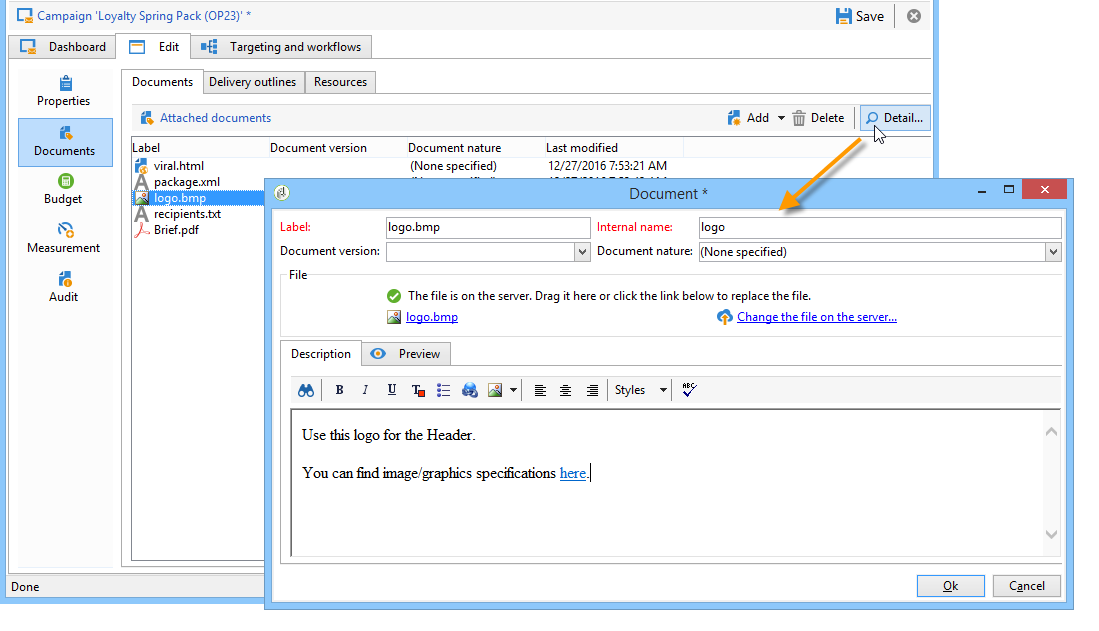 Campaign 'Loyalty Spring Pack (OP23)' *
Save
Dashboard Edit Targeting and workflows
Properties
Documents
Budget
Measurement
Audit
Documents Delivery outlines Resources
Attached documents Add Delete Detail...
Label Document version Document nature Last modified
viral.html (None specified) 12/27/2016 7:53:21 AM
package.xml
logo.bmp
recipients.txt
Brief.pdf
Document *
Label: logo.bmp Internal name: logo
Document version: Document nature: (None specified)
File
The file is on the server. Drag it here or click the link below to replace the file.
logo.bmp Change the file on the server...
Description Preview
B I U T Styles ABC
Use this logo for the Header.
You can find image/graphics specifications here.
Ok Cancel
Done